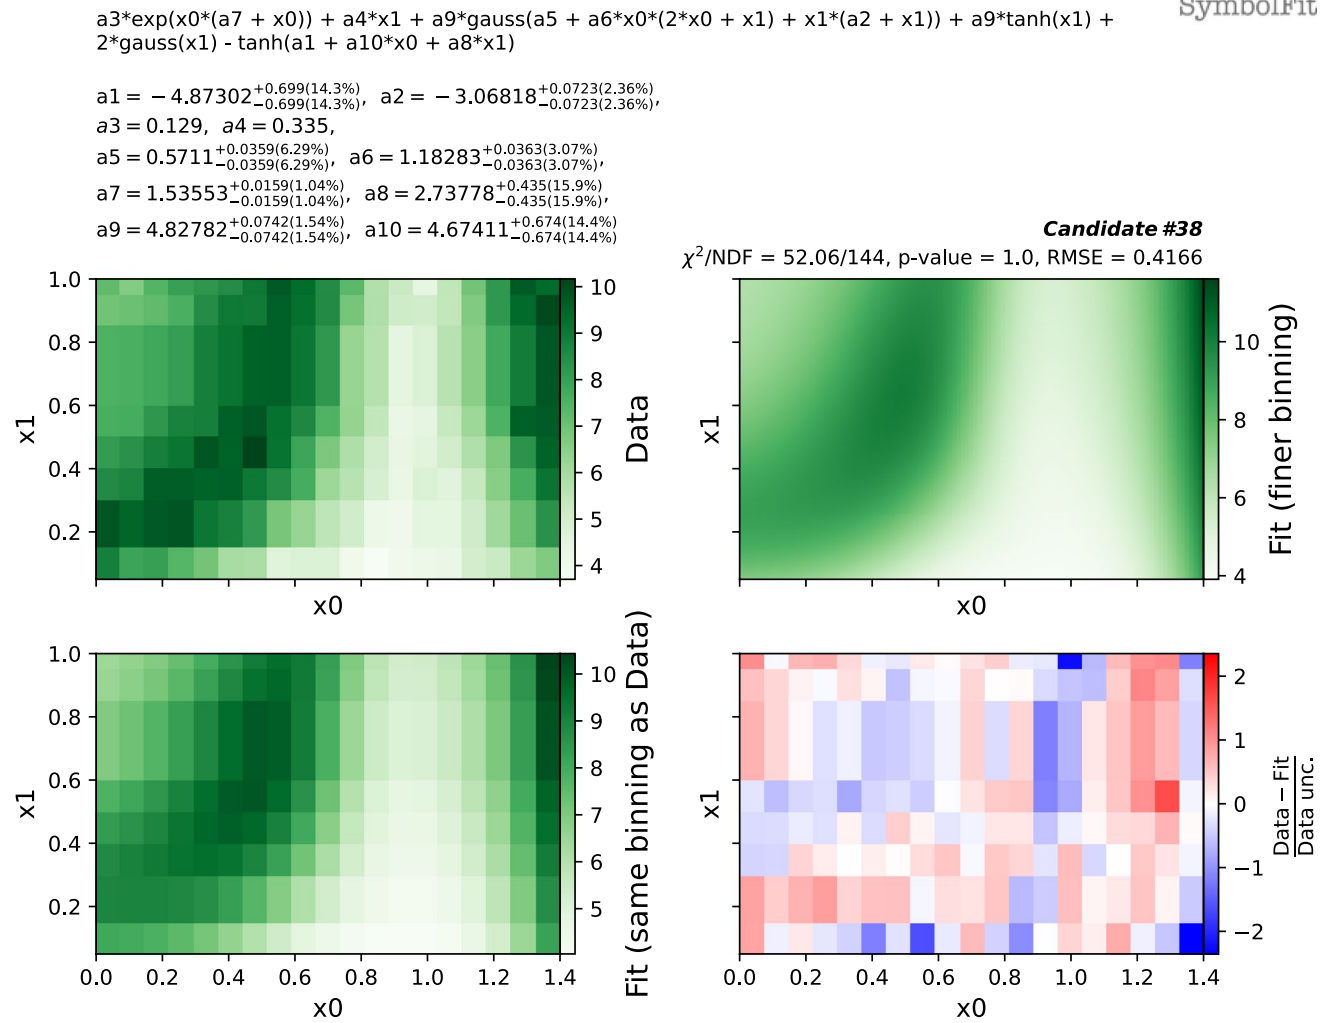 SymbolFit
a3*exp(x0*(a7 + x0)) + a4*x1 + a9*gauss(a5 + a6*x0*(2*x0 + x1) + x1*(a2 + x1)) + a9*tanh(x1) +
2*gauss(x1) - tanh(a1 + a10*x0 + a8*x1)
a1 = −4.87302 +0.699(14.3%) −0.699(14.3%), a2 = −3.06818 +0.0723(2.36%) −0.0723(2.36%),
a3 = 0.129, a4 = 0.335,
a5 = 0.5711 +0.0359(6.29%) −0.0359(6.29%), a6 = 1.18283 +0.0363(3.07%) −0.0363(3.07%),
a7 = 1.53553 +0.0159(1.04%) −0.0159(1.04%), a8 = 2.73778 +0.435(15.9%) −0.435(15.9%),
a9 = 4.82782 +0.0742(1.54%) −0.0742(1.54%), a10 = 4.67411 +0.674(14.4%) −0.674(14.4%)
Candidate #38
χ²/NDF = 52.06/144, p-value = 1.0, RMSE = 0.4166
1.0
0.8
0.6
0.4
0.2
x1
x0
10
9
8
7
6
5
4
Data
x1
x0
10
8
6
4
Fit (finer binning)
1.0
0.8
0.6
0.4
0.2
x1
0.0 0.2 0.4 0.6 0.8 1.0 1.2 1.4
x0
10
9
8
7
6
5
Fit (same binning as Data)
x1
0.0 0.2 0.4 0.6 0.8 1.0 1.2 1.4
x0
2
1
0
−1
−2
Data − Fit
Data unc.